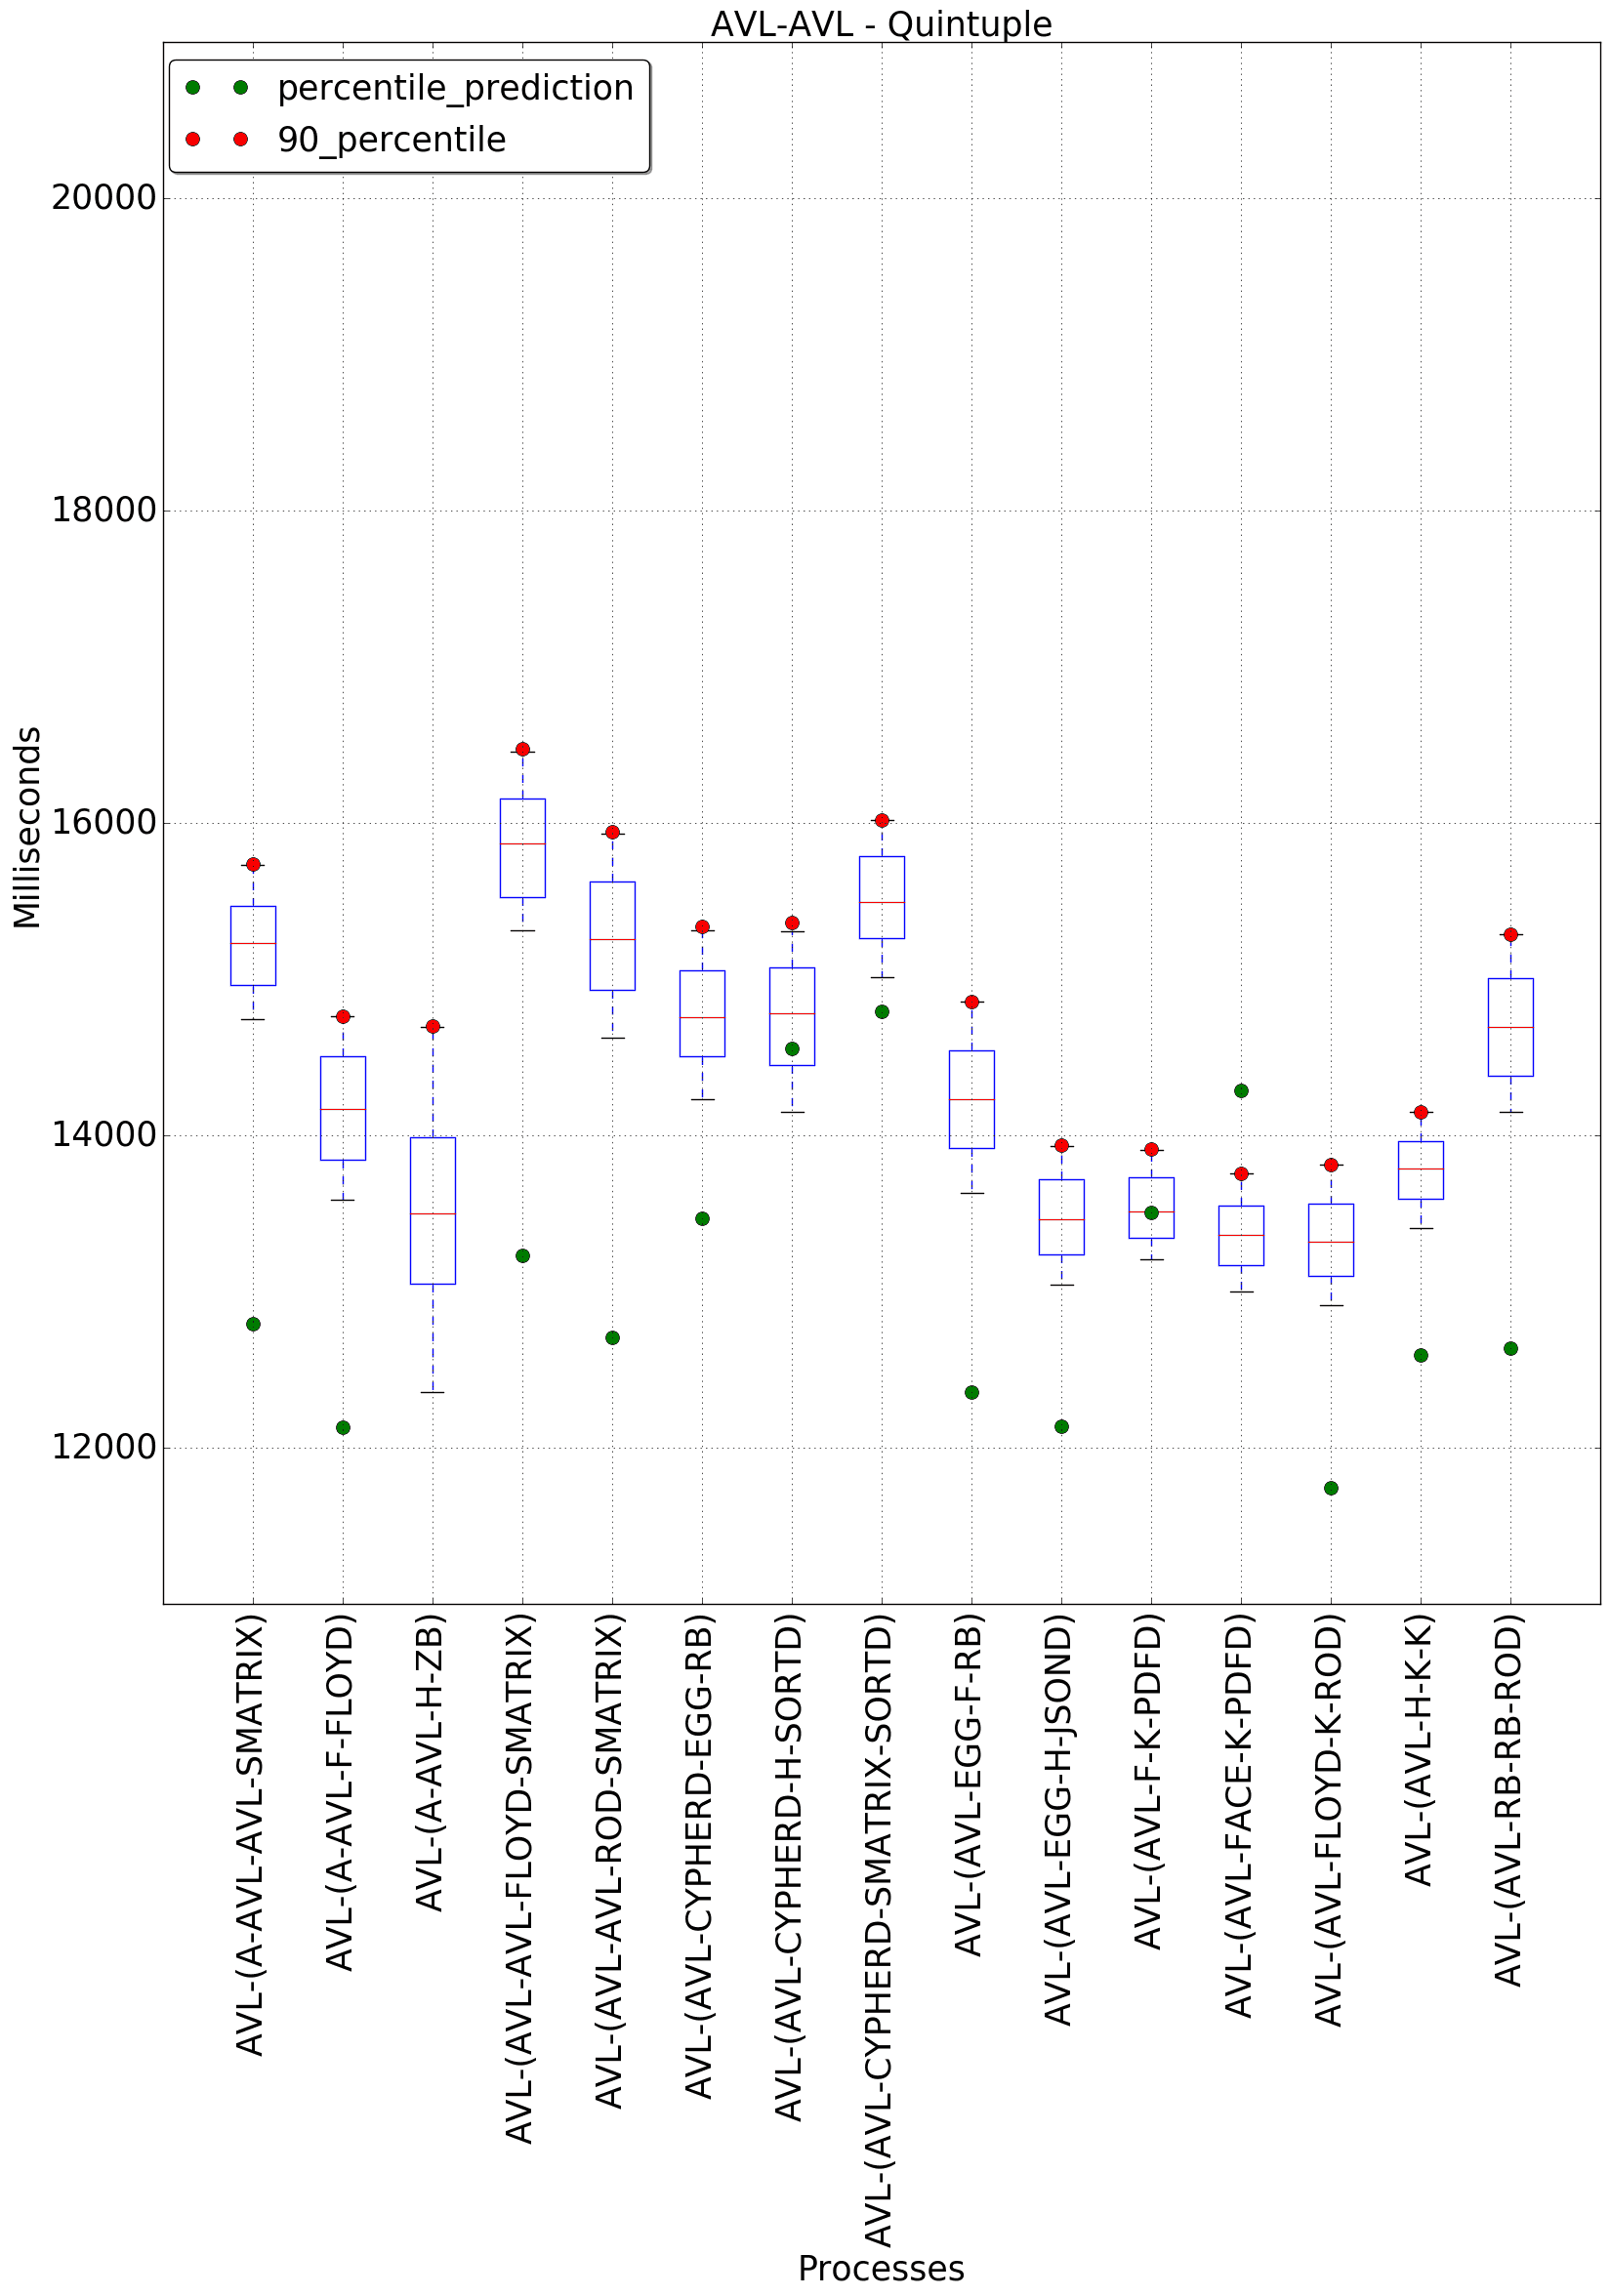 AVL-AVL - Quintuple
percentile_prediction
90_percentile
20000
18000
16000
14000
12000
Milliseconds
AVL-(A-AVL-AVL-SMATRIX)
AVL-(A-AVL-F-FLOYD)
AVL-(A-AVL-H-ZB)
AVL-(AVL-AVL-FLOYD-SMATRIX)
AVL-(AVL-AVL-ROD-SMATRIX)
AVL-(AVL-CYPHERD-EGG-RB)
AVL-(AVL-CYPHERD-H-SORTD)
AVL-(AVL-CYPHERD-SMATRIX-SORTD)
AVL-(AVL-EGG-F-RB)
AVL-(AVL-EGG-H-JSOND)
AVL-(AVL-F-K-PDFD)
AVL-(AVL-FACE-K-PDFD)
AVL-(AVL-FLOYD-K-ROD)
AVL-(AVL-H-K-K)
AVL-(AVL-RB-RB-ROD)
Processes